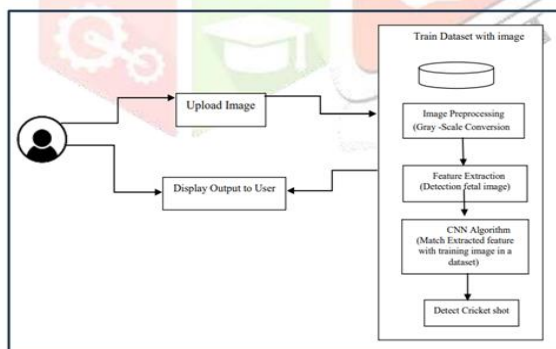 Train Dataset with image
Upload Image
Image Preprocessing
(Gray -Scale Conversion
Feature Extraction
(Detection fetal image)
Display Output to User
CNN Algorithm
(Match Extracted feature
with training image in a
dataset)
Detect Cricket shot